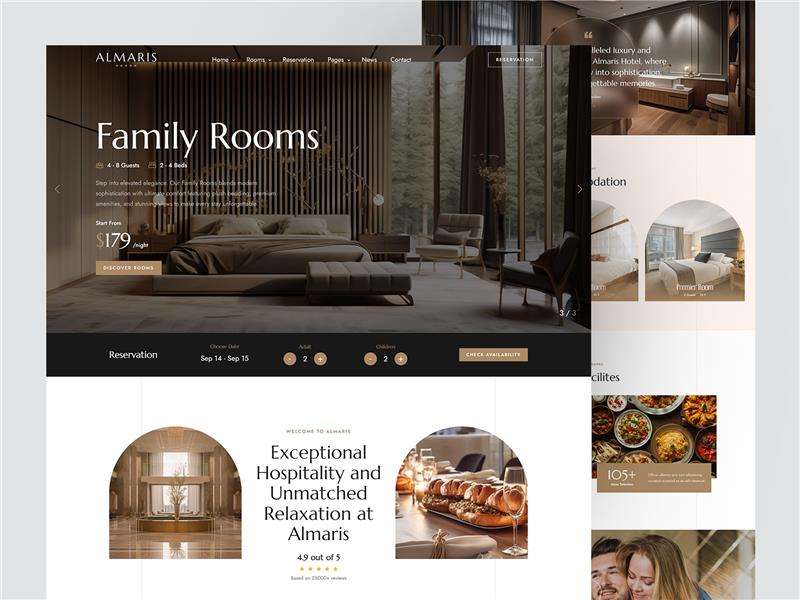 ALMARIS
Home
Rooms
Reservation
Pages
News
Contact
RESERVATION
Family Rooms
4 - 8 Guests
2 - 4 Beds
Step into elevated elegance. Our Family Rooms blends modern
sophistication with ultimate comfort featuring plush bedding, premium
amenities, and stunning views to make every stay unforgettable.
Start From
$179 /night
DISCOVER ROOMS
3 / 3
Reservation
Choose Date
Sep 14 - Sep 15
Adult
- 2 +
Children
- 2 +
CHECK AVAILABILITY
WELCOME TO ALMARIS
Exceptional
Hospitality and
Unmatched
Relaxation at
Almaris
4.9 out of 5
Based on 25000+ reviews
“
lleled luxury and
Almaris Hotel, where
y into sophistication,
gettable memories.
odation
Premier Room
cilites
105+
Menu Selection